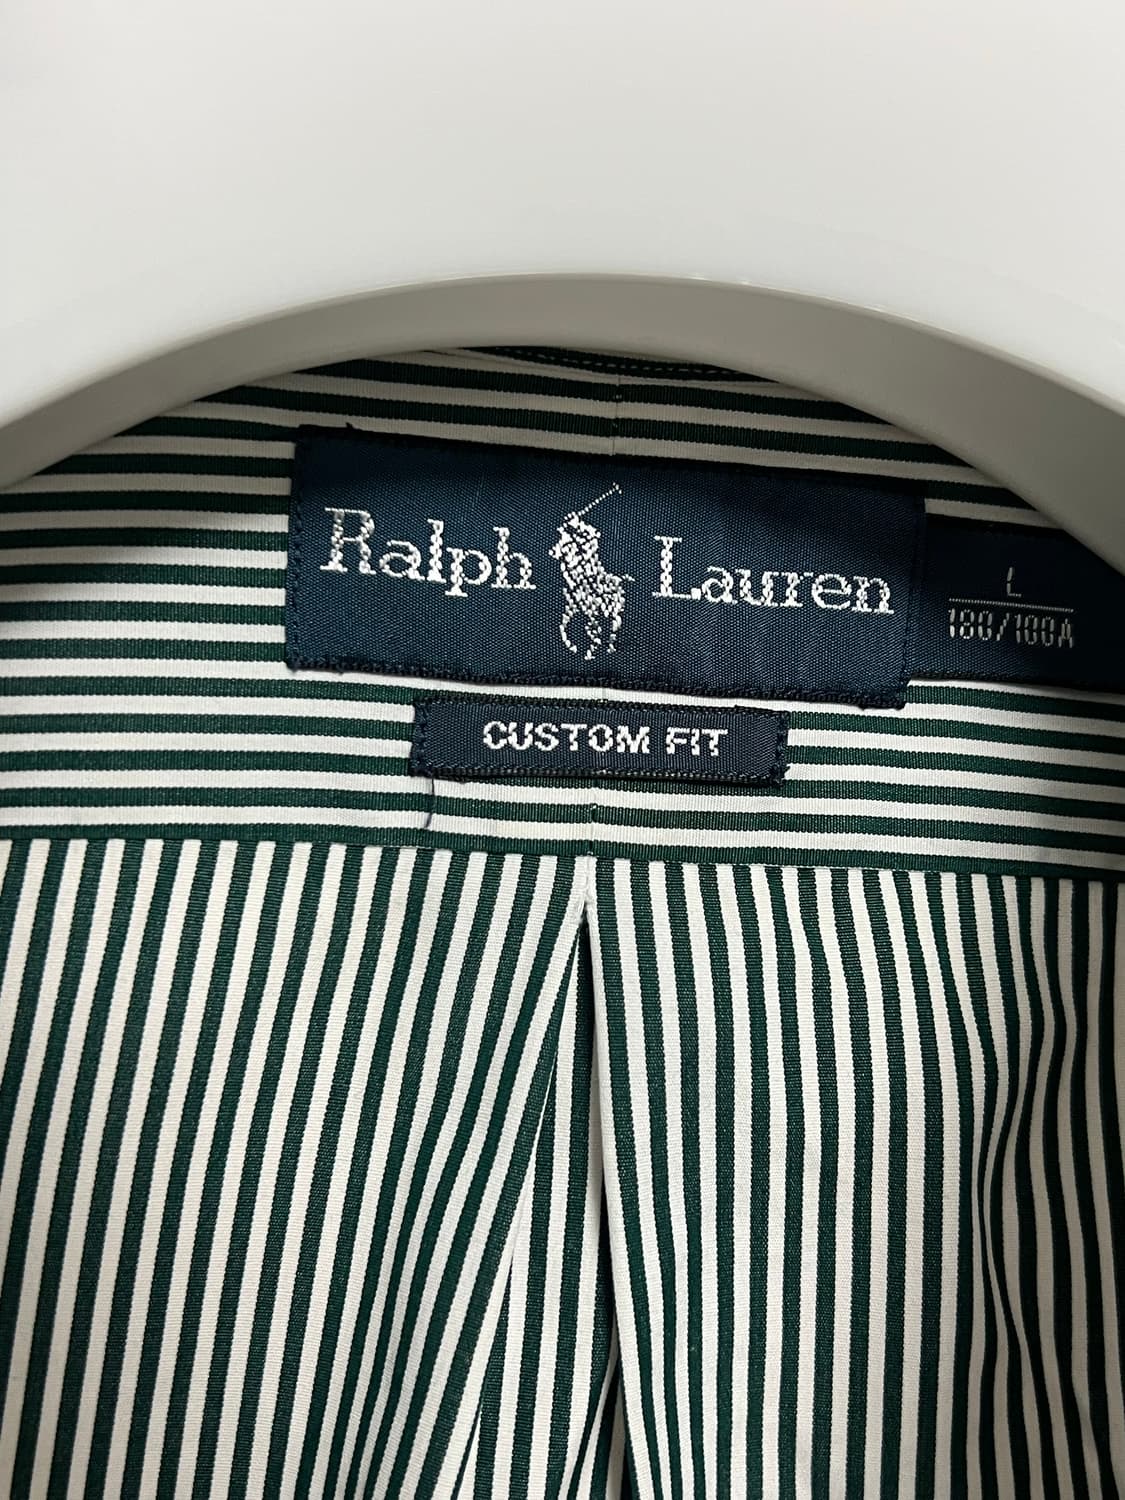 Ralph Lauren
L
180/100A
CUSTOM FIT